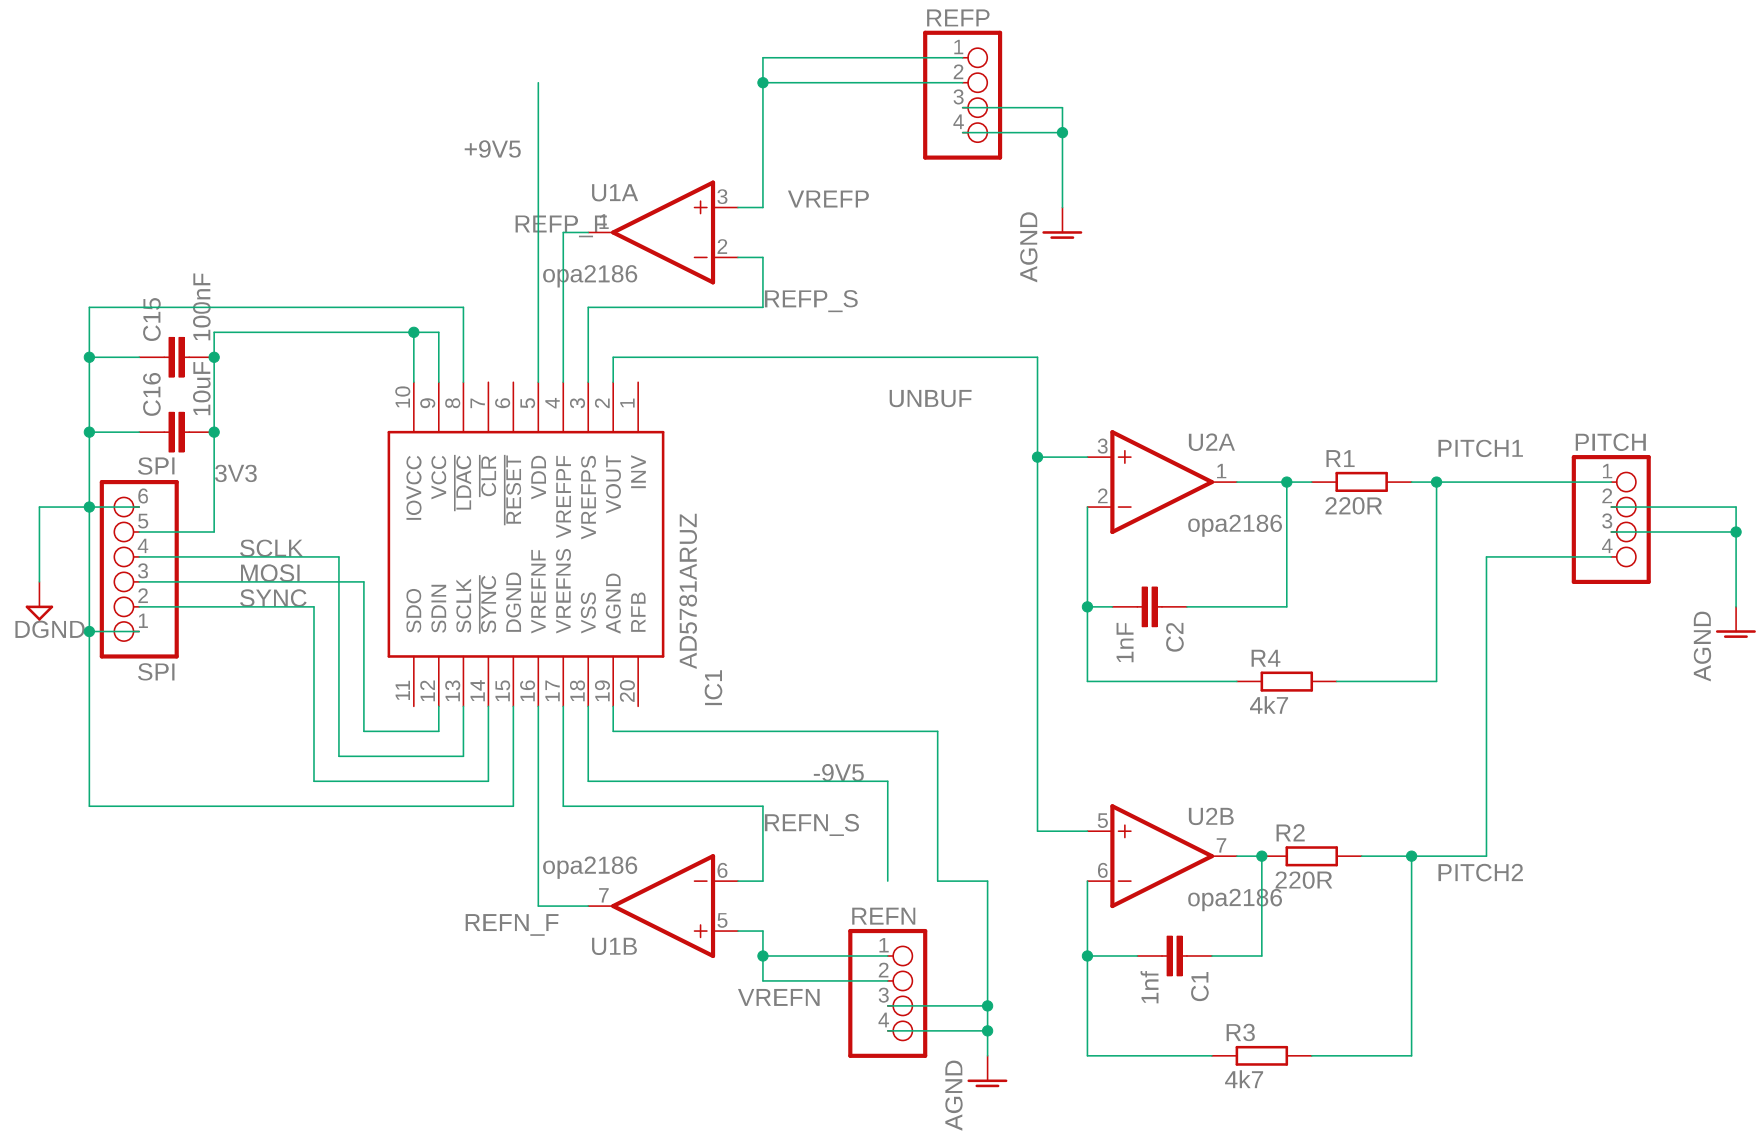 REFP
1
2
3
4
+9V5
U1A
3
VREFP
REFP_F
1
2
opa2186
AGND
REFP_S
C15
100nF
C16
10uF
UNBUF
10
9
8
7
6
5
4
3
2
1
SPI
3V3
IOVCC
VCC
LDAC
CLR
RESET
VDD
VREFPF
VREFPS
VOUT
INV
6
5
4
3
2
1
SCLK
MOSI
SYNC
DGND
SPI
SDO
SDIN
SCLK
SYNC
DGND
VREFNF
VREFNS
VSS
AGND
RFB
AD5781ARUZ
IC1
11
12
13
14
15
16
17
18
19
20
3
U2A
1
2
opa2186
R1
220R
PITCH1
PITCH
1
2
3
4
1nF
C2
R4
4k7
AGND
-9V5
REFN_S
opa2186
6
7
5
REFN_F
U1B
VREFN
REFN
1
2
3
4
AGND
5
U2B
7
6
opa2186
R2
220R
PITCH2
1nf
C1
R3
4k7